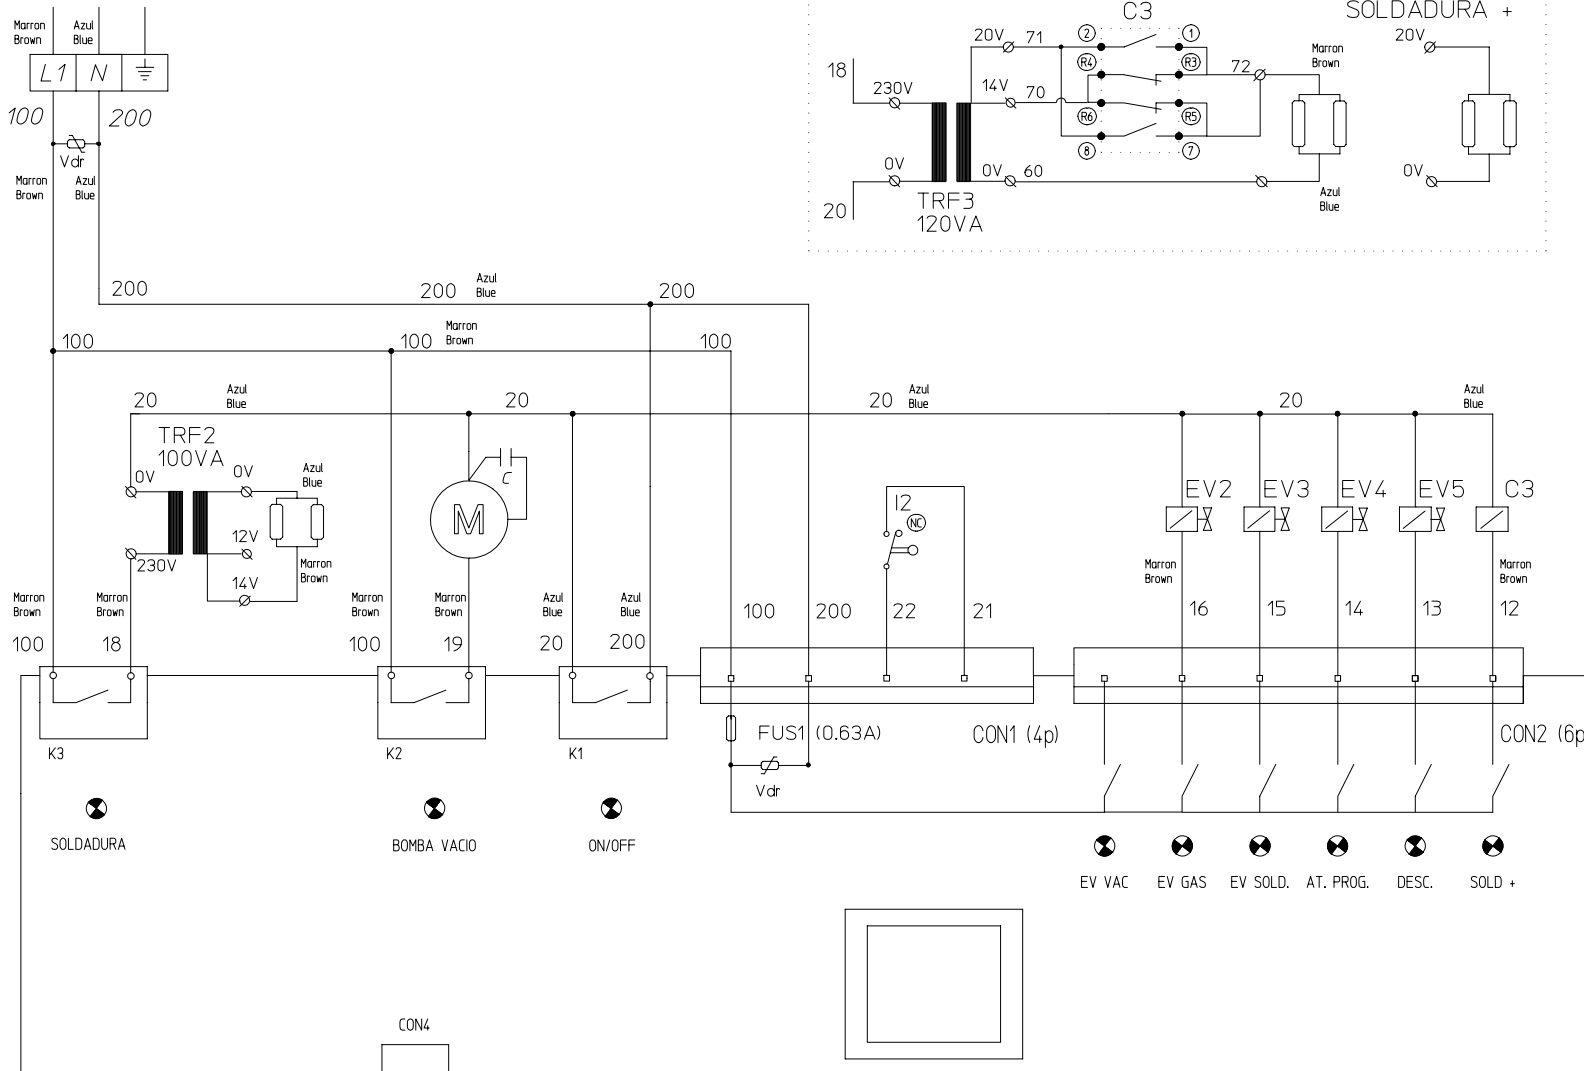 Marron
Brown
Azul
Blue
L1 N
100 200
Vdr
Marron
Brown
Azul
Blue
C3
SOLDADURA +
20V 71
2 1
R4 R3
18
230V
14V 70
R6 R5
72
Marron
Brown
8 7
0V
0V 60
20
TRF3
120VA
Azul
Blue
20V
0V
200
200
Azul
Blue
200
100
100
Marron
Brown
100
20
Azul
Blue
20
20
Azul
Blue
20
Azul
Blue
TRF2
100VA
0V
0V
Azul
Blue
12V
230V
14V
Marron
Brown
C
M
I2
NC
EV2
EV3
EV4
EV5
C3
Marron
Brown
Marron
Brown
Marron
Brown
Marron
Brown
Marron
Brown
Marron
Brown
Azul
Blue
Azul
Blue
100 18
100 19
20 200
100 200 22 21
16 15 14 13 12
K3
K2
K1
FUS1 (0.63A)
CON1 (4p)
CON2 (6p
Vdr
SOLDADURA
BOMBA VACIO
ON/OFF
EV VAC
EV GAS
EV SOLD.
AT. PROG.
DESC.
SOLD +
CON4